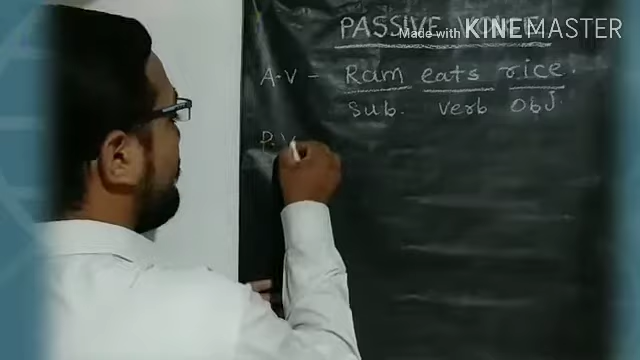 PASSIVE
Made with KINEMASTER
A.V - Ram eats rice.
Sub. verb obj.
P.V